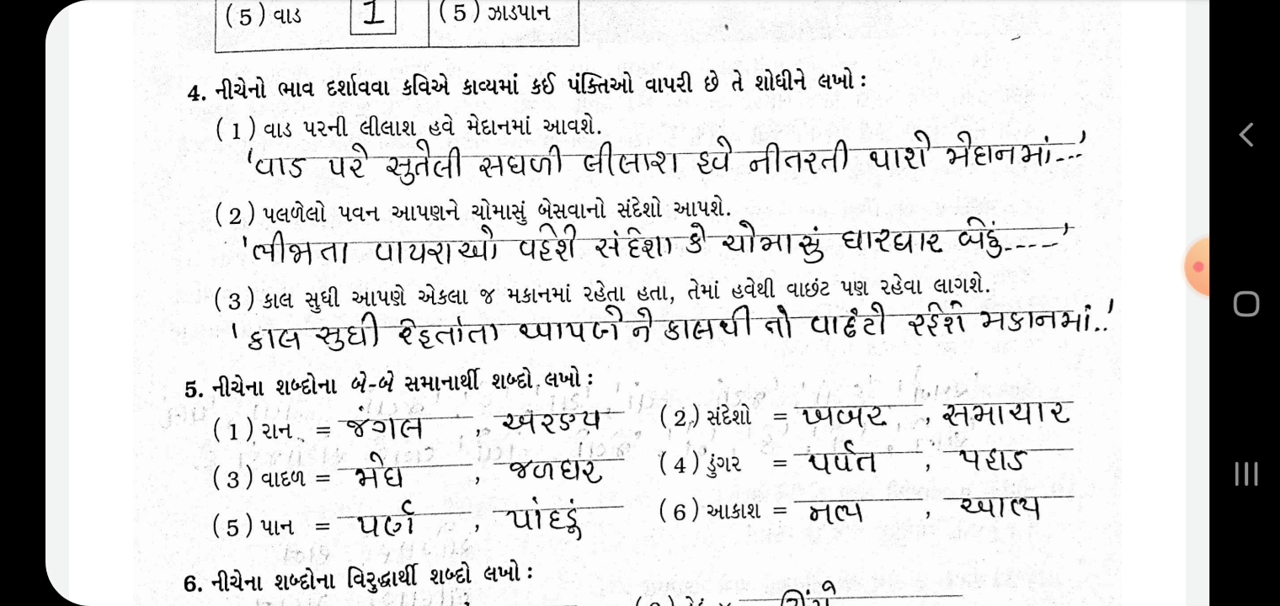 (5) વાડ 1 (5) ઝાડપાન
4. નીચેનો ભાવ દર્શાવવા કવિએ કાવ્યમાં કઈ પંક્તિઓ વાપરી છે તે શોધીને લખો :
(1) વાડ પરની લીલાશ હવે મેદાનમાં આવશે.
'વાડ પરે સુતેલી સઘળી લીલાશ હવે નીતરતી થાશે મેદાનમાં...'
(2) પલળેલો પવન આપણને ચોમાસું બેસવાનો સંદેશો આપશે.
'ભીંજાતા વાયરાઓ વહેશે સંદેશા કે ચોમાસું ધારધાર બેઠું.....'
(3) કાલ સુધી આપણે એકલા જ મકાનમાં રહેતા હતા, તેમાં હવેથી વાછંટ પણ રહેવા લાગશે.
'કાલ સુધી રહેતાં'તા આપણે ને કાલથી તો વાછંટો રહેશે મકાનમાં..'
5. નીચેના શબ્દોના બે-બે સમાનાર્થી શબ્દો લખો :
(1) રાન = જંગલ , અરણ્ય (2) સંદેશો = ખબર , સમાચાર
(3) વાદળ = મેઘ , જળધર (4) ડુંગર = પર્વત , પહાડ
(5) પાન = પર્ણ , પાંદડું (6) આકાશ = નભ , આભ
6. નીચેના શબ્દોના વિરુદ્ધાર્થી શબ્દો લખો :